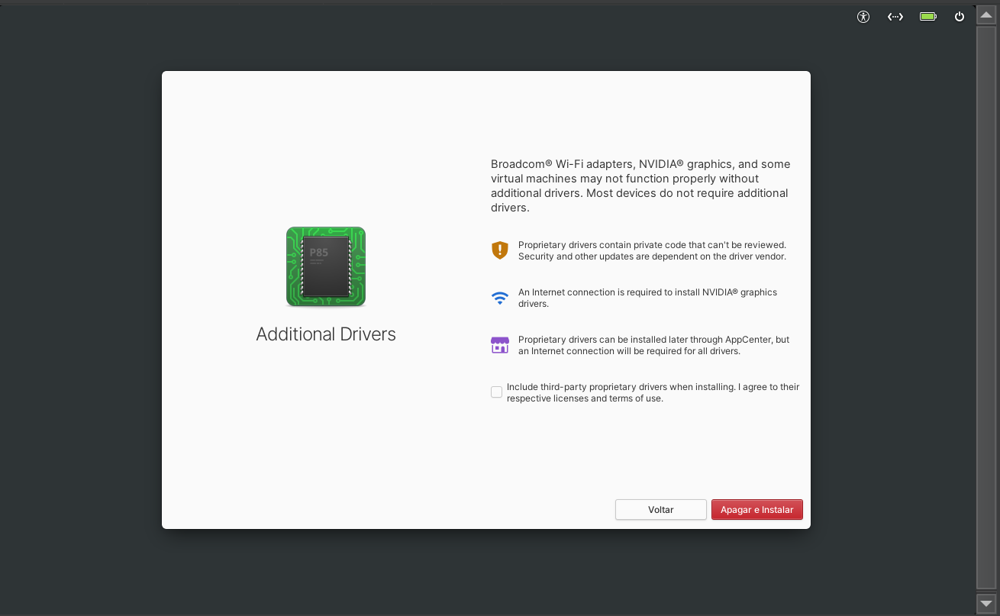 Broadcom® Wi-Fi adapters, NVIDIA® graphics, and some
virtual machines may not function properly without
additional drivers. Most devices do not require additional
drivers.
P85
Additional Drivers
Proprietary drivers contain private code that can't be reviewed.
Security and other updates are dependent on the driver vendor.
An Internet connection is required to install NVIDIA® graphics
drivers.
Proprietary drivers can be installed later through AppCenter, but
an Internet connection will be required for all drivers.
Include third-party proprietary drivers when installing. I agree to their
respective licenses and terms of use.
Voltar
Apagar e Instalar